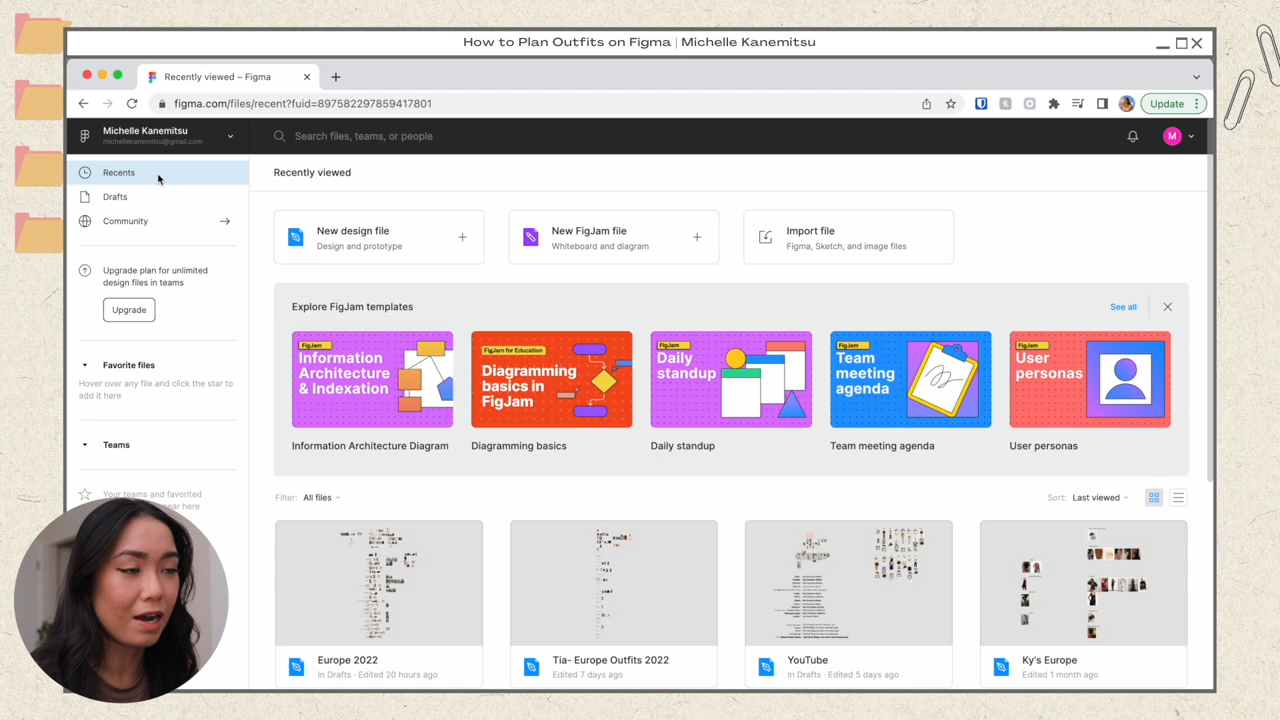 How to Plan Outfits on Figma | Michelle Kanemitsu
Recently viewed – Figma
figma.com/files/recent?fuid=897582297859417801
Update
Michelle Kanemitsu
michellekanemitsu@gmail.com
Search files, teams, or people
M
Recents
Drafts
Community
Upgrade plan for unlimited
design files in teams
Upgrade
Favorite files
Hover over any file and click the star to
add it here
Teams
Your teams and favorited
Recently viewed
New design file
Design and prototype
New FigJam file
Whiteboard and diagram
Import file
Figma, Sketch, and image files
Explore FigJam templates
See all
FigJam
Information
Architecture
& Indexation
Information Architecture Diagram
FigJam for Education
Diagramming
basics in
FigJam
Diagramming basics
FigJam
Daily
standup
Daily standup
FigJam
Team
meeting
agenda
Team meeting agenda
FigJam
User
personas
User personas
Filter: All files
Sort: Last viewed
Europe 2022
In Drafts · Edited 20 hours ago
Tia- Europe Outfits 2022
Edited 7 days ago
YouTube
In Drafts · Edited 5 days ago
Ky's Europe
Edited 1 month ago